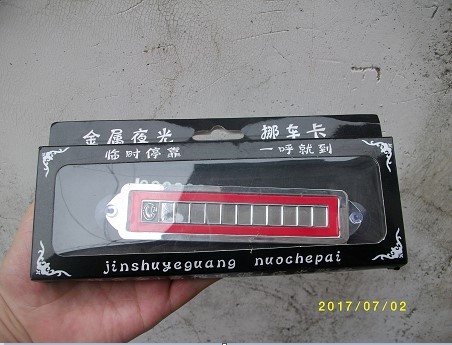 金属夜光 挪车卡
临时停靠 一呼就到
jinshuyeguang nuochepai
2017/07/02